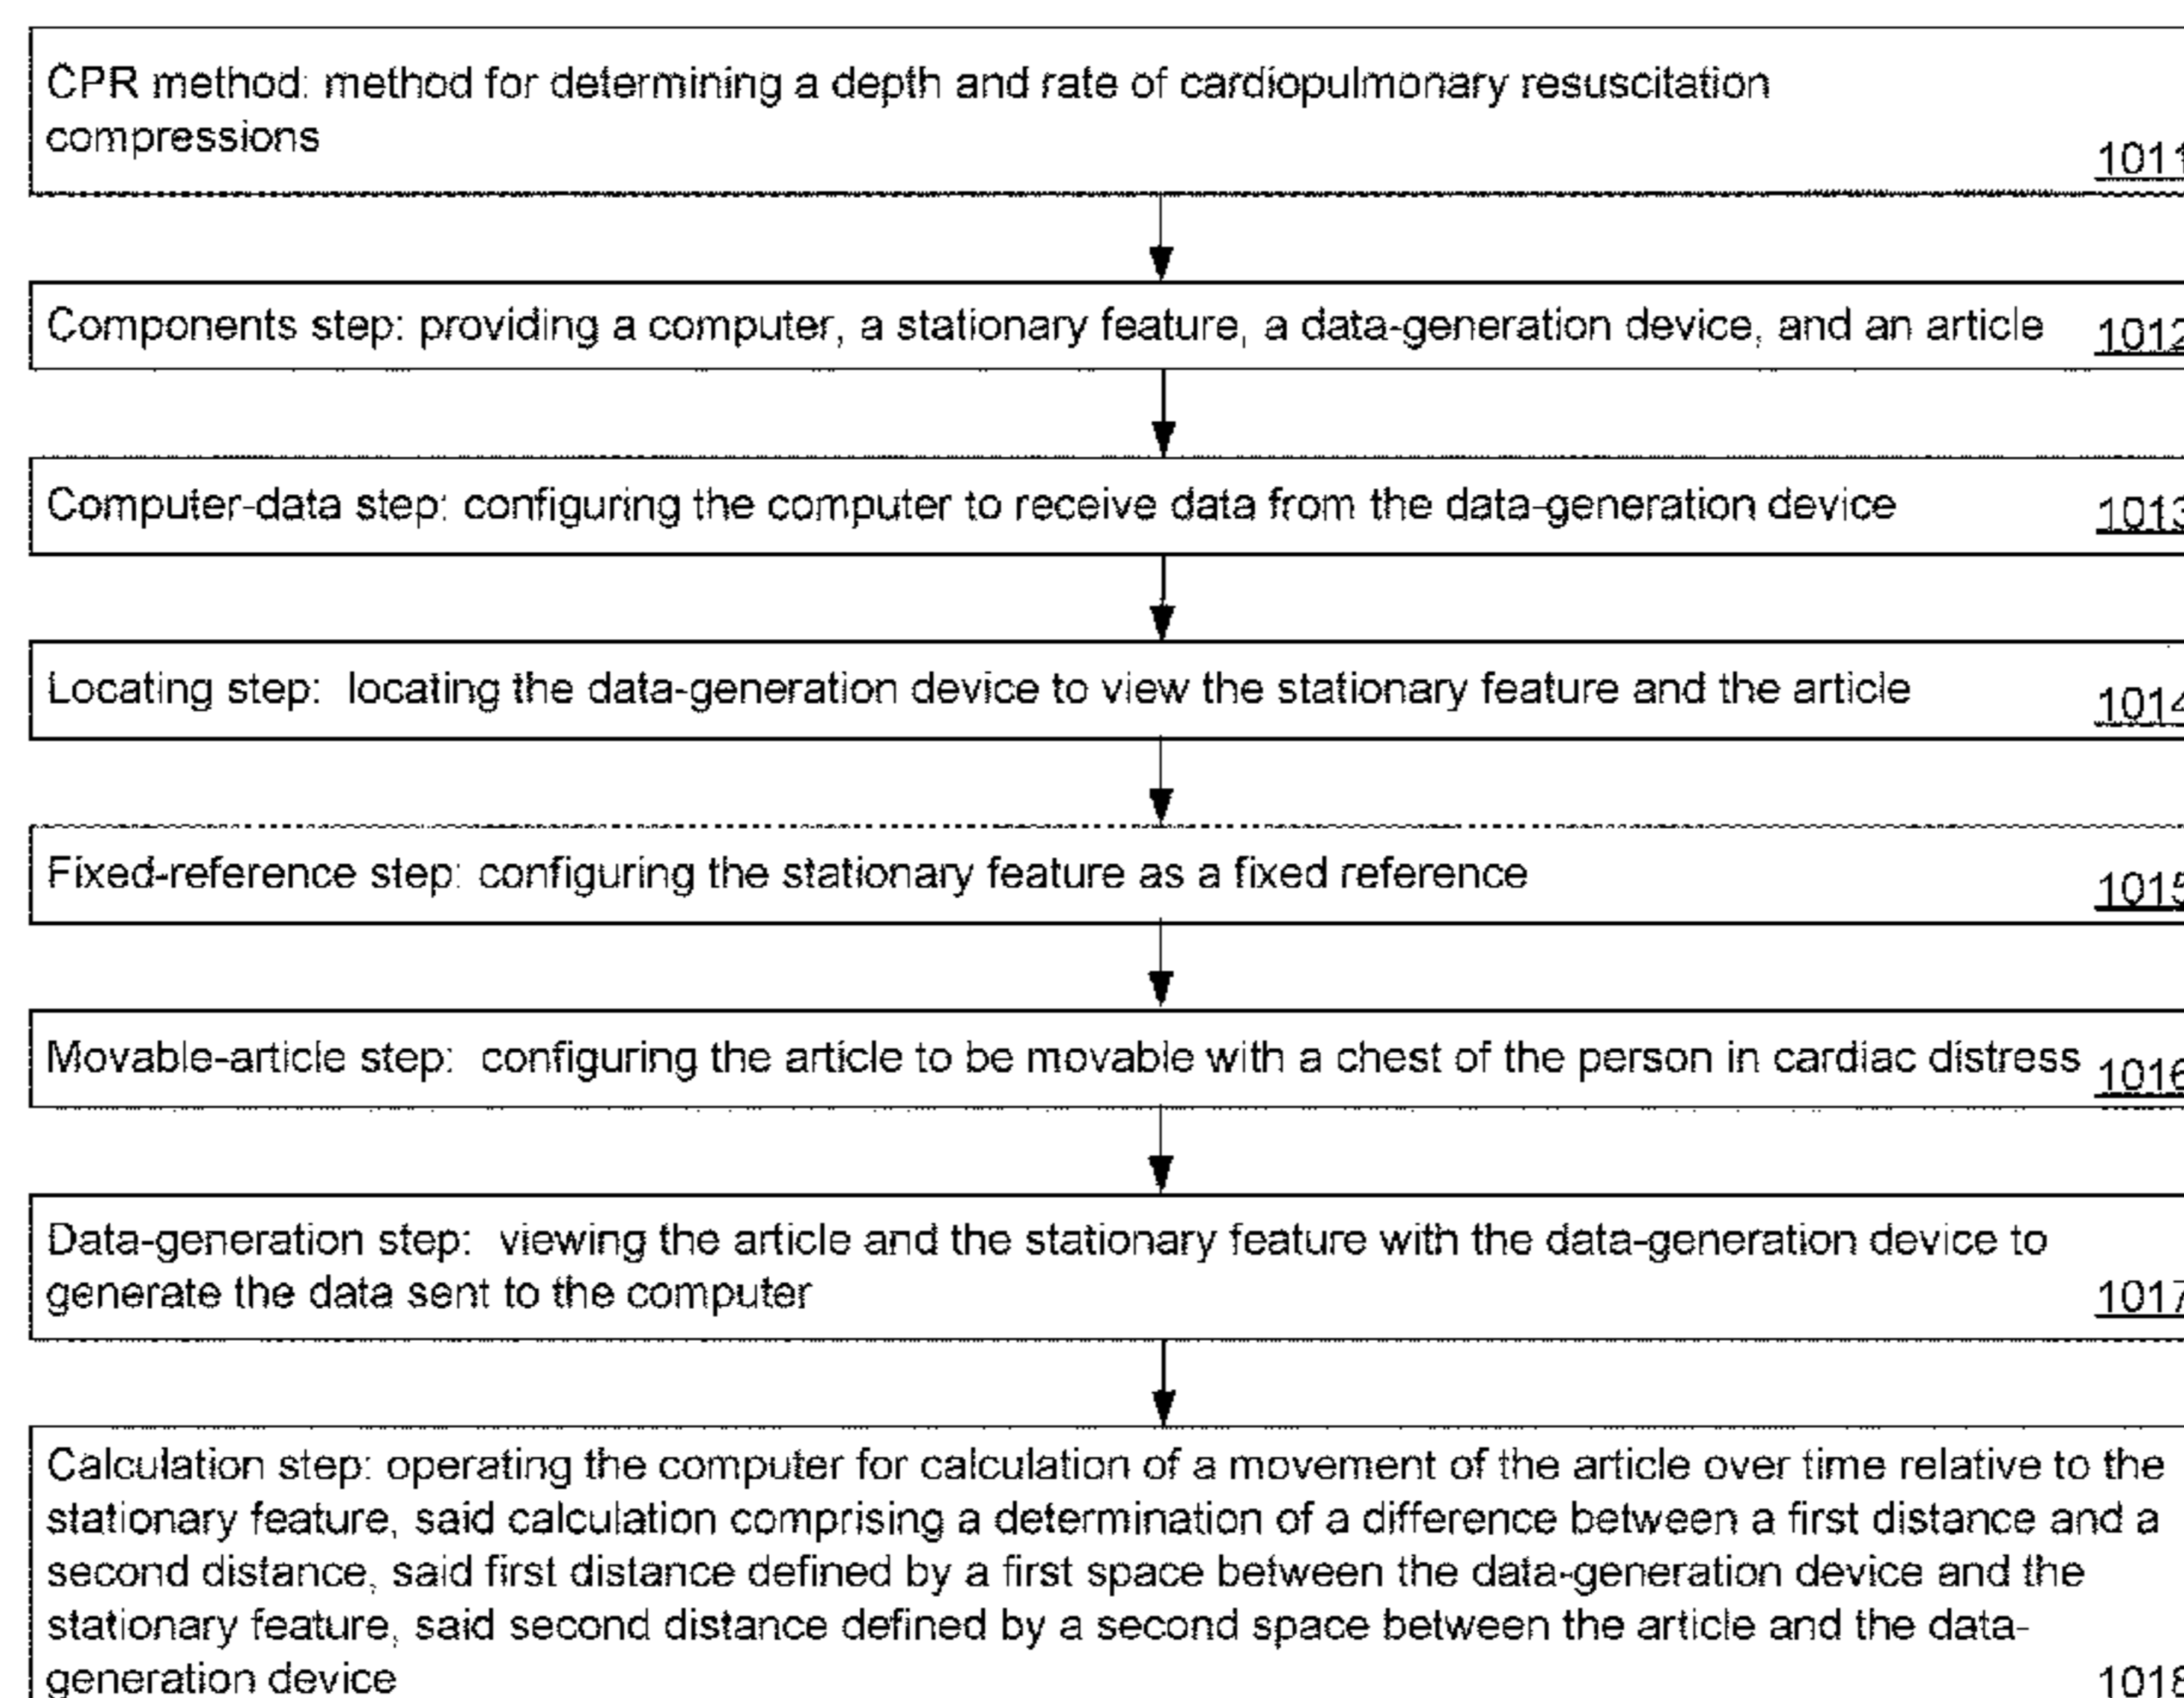 CPR method: method for determining a depth and rate of cardiopulmonary resuscitation
compressions
1011
Components step: providing a computer, a stationary feature, a data-generation device, and an article
1012
Computer-data step: configuring the computer to receive data from the data-generation device
1013
Locating step: locating the data-generation device to view the stationary feature and the article
1014
Fixed-reference step: configuring the stationary feature as a fixed reference
1015
Movable-article step: configuring the article to be movable with a chest of the person in cardiac distress
1016
Data-generation step: viewing the article and the stationary feature with the data-generation device to
generate the data sent to the computer
1017
Calculation step: operating the computer for calculation of a movement of the article over time relative to the
stationary feature, said calculation comprising a determination of a difference between a first distance and a
second distance, said first distance defined by a first space between the data-generation device and the
stationary feature, said second distance defined by a second space between the article and the data-
generation device
1018